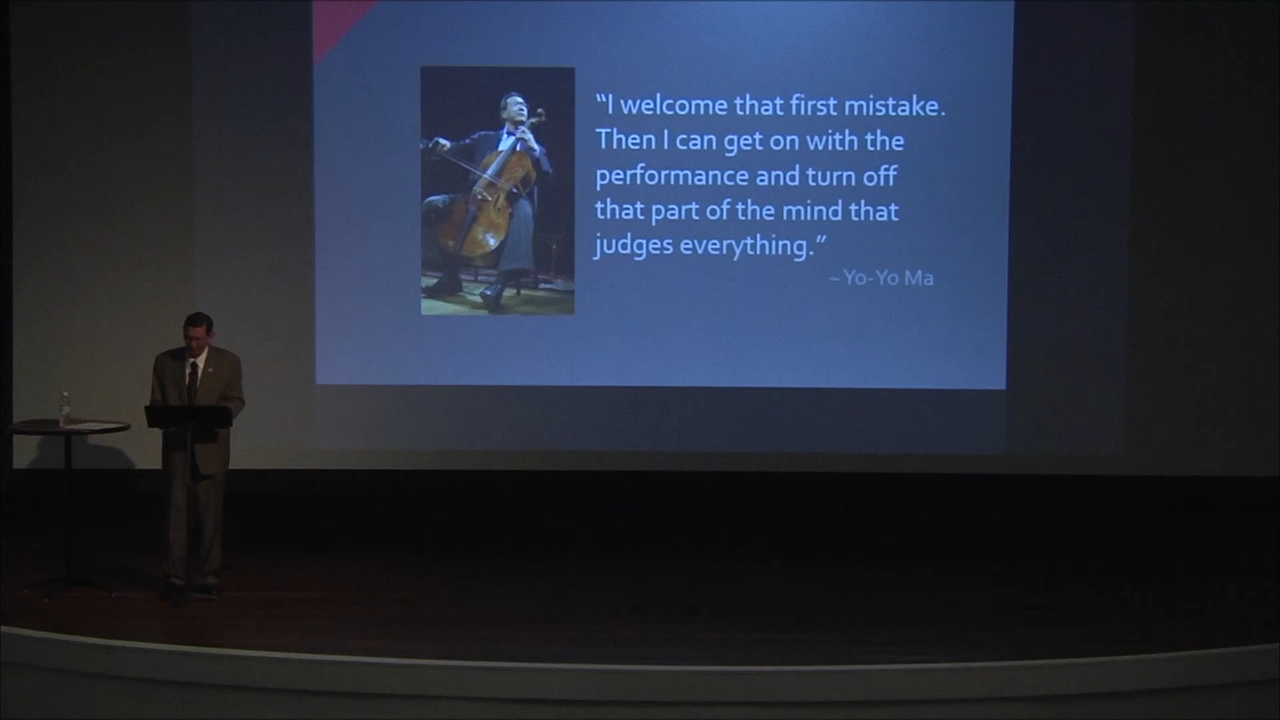 “I welcome that first mistake.
Then I can get on with the
performance and turn off
that part of the mind that
judges everything.”
~Yo-Yo Ma